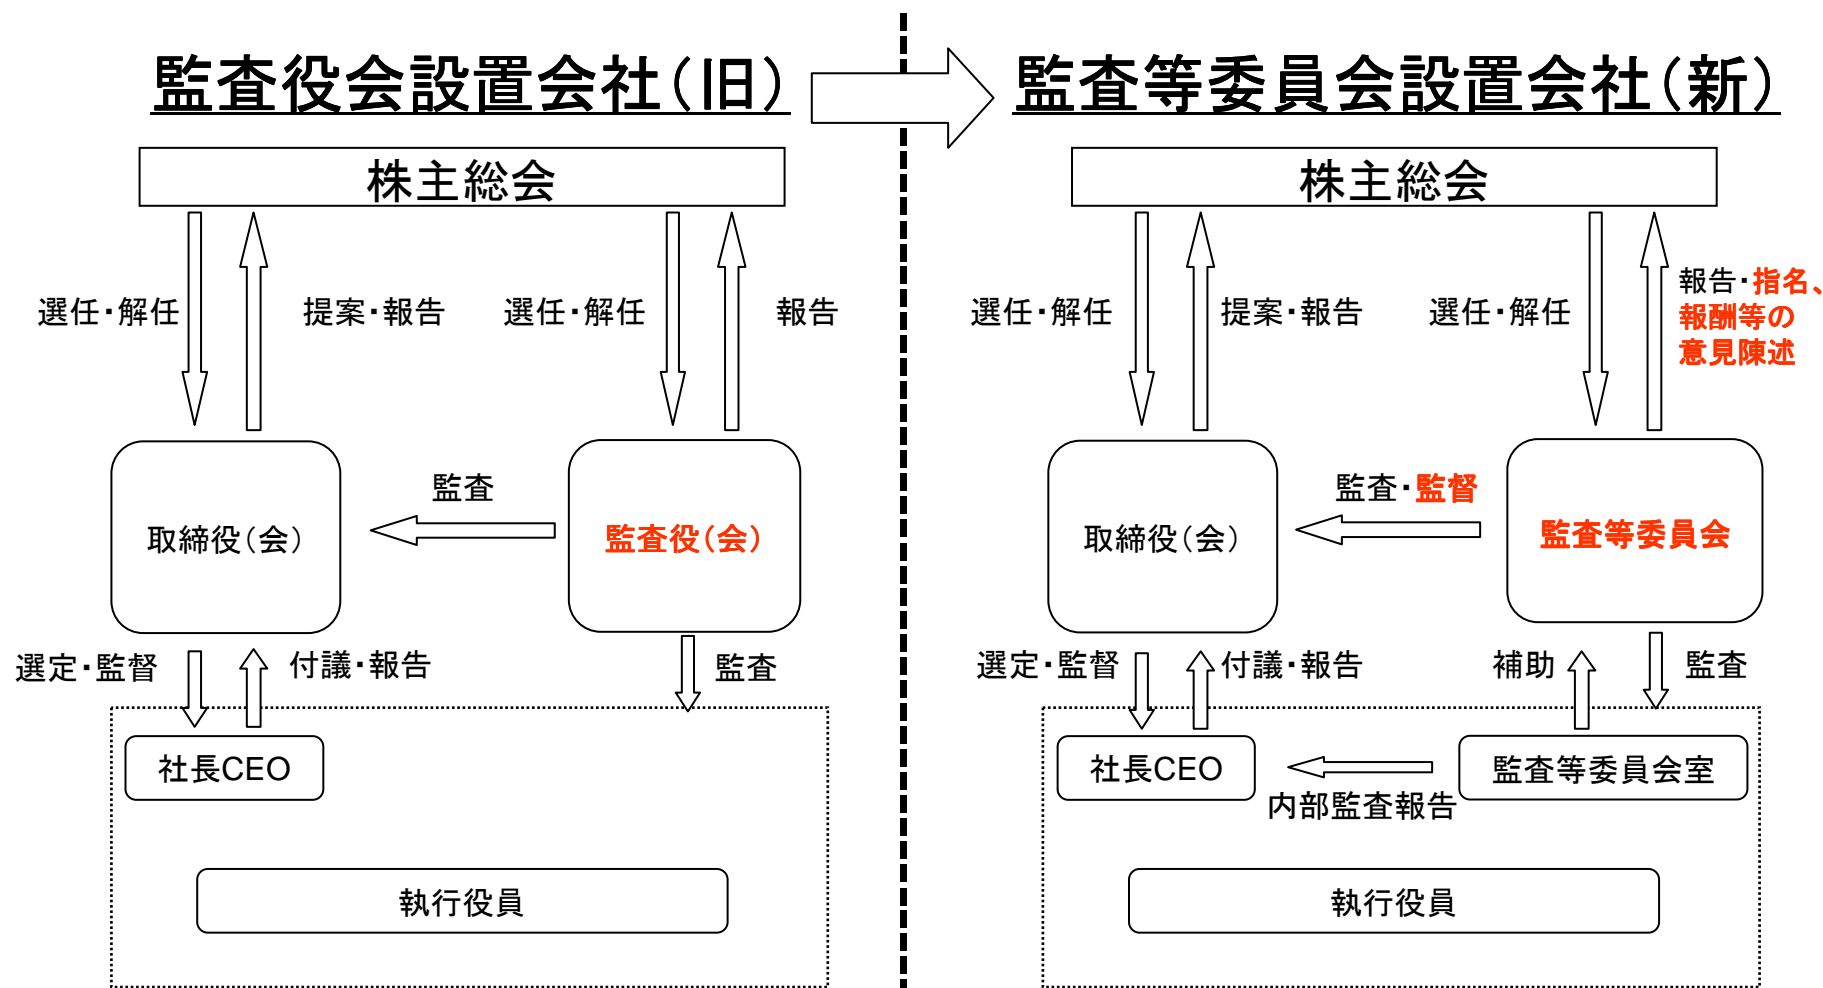 監査役会設置会社（旧）
株主総会
選任・解任
提案・報告
選任・解任
報告
取締役（会）
監査
監査役（会）
選定・監督
付議・報告
監査
社長CEO
執行役員
監査等委員会設置会社（新）
株主総会
選任・解任
提案・報告
選任・解任
報告・指名、
報酬等の
意見陳述
取締役（会）
監査・監督
監査等委員会
選定・監督
付議・報告
補助
監査
社長CEO
監査等委員会室
内部監査報告
執行役員